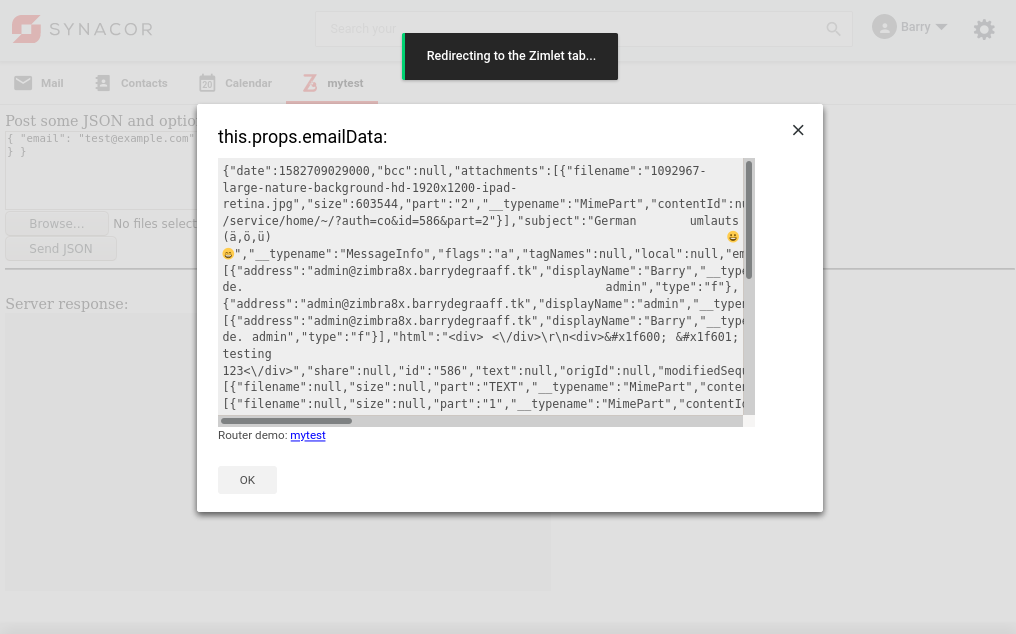 SYNACOR
Search your
Barry
Redirecting to the Zimlet tab...
Mail
Contacts
20
Calendar
mytest
Post some JSON and optio
{ "email": "test@example.com"
} }
Browse...
No files select
Send JSON
Server response:
this.props.emailData:
{"date":1582709029000,"bcc":null,"attachments":[{"filename":"1092967-
large-nature-background-hd-1920x1200-ipad-
retina.jpg","size":603544,"part":"2","__typename":"MimePart","contentId":nu
/service/home/~/?auth=co&id=586&part=2"}],"subject":"German umlauts
(ä,ö,ü) 😀
😄","__typename":"MessageInfo","flags":"a","tagNames":null,"local":null,"em
[{"address":"admin@zimbra8x.barrydegraaff.tk","displayName":"Barry","__type
de. admin","type":"f"},
{"address":"admin@zimbra8x.barrydegraaff.tk","displayName":"admin","__typen
[{"address":"admin@zimbra8x.barrydegraaff.tk","displayName":"Barry","__type
de. admin","type":"f"}],"html":"<div> <\/div>\r\n<div>&#x1f600; &#x1f601;
testing
123<\/div>","share":null,"id":"586","text":null,"origId":null,"modifiedSequ
[{"filename":null,"size":null,"part":"TEXT","__typename":"MimePart","conten
[{"filename":null,"size":null,"part":"1","__typename":"MimePart","contentId
Router demo: mytest
OK